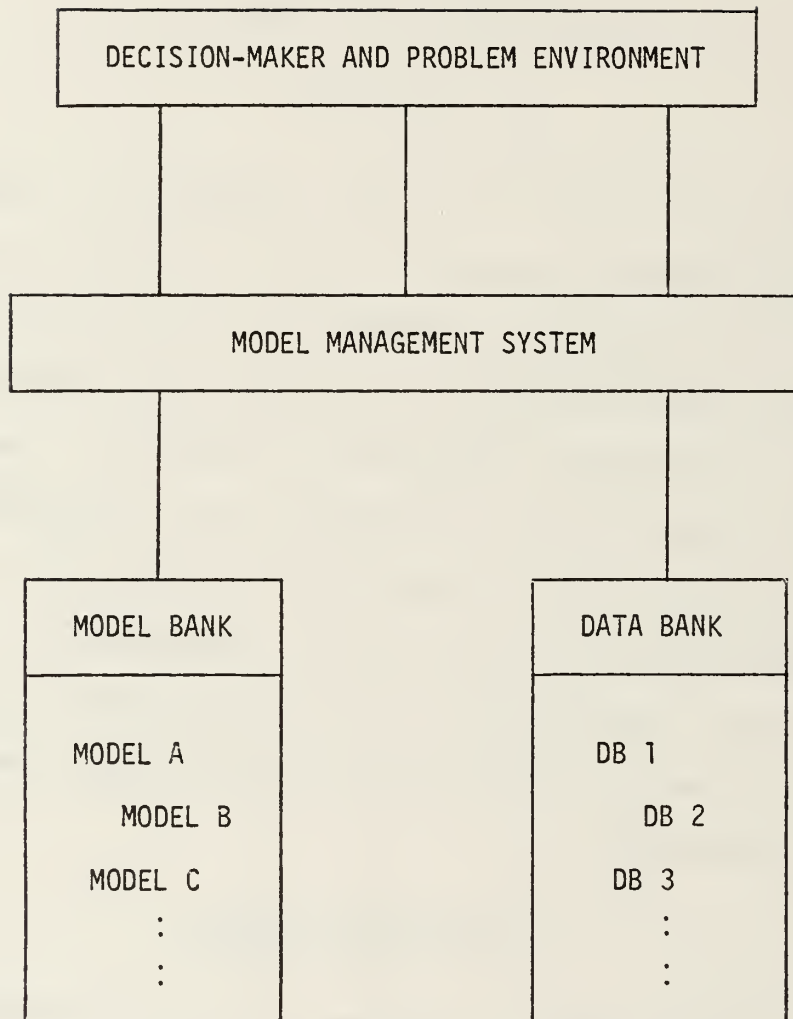 DECISION-MAKER AND PROBLEM ENVIRONMENT
MODEL MANAGEMENT SYSTEM
MODEL BANK
MODEL A
MODEL B
MODEL C
:
:
DATA BANK
DB 1
DB 2
DB 3
:
: